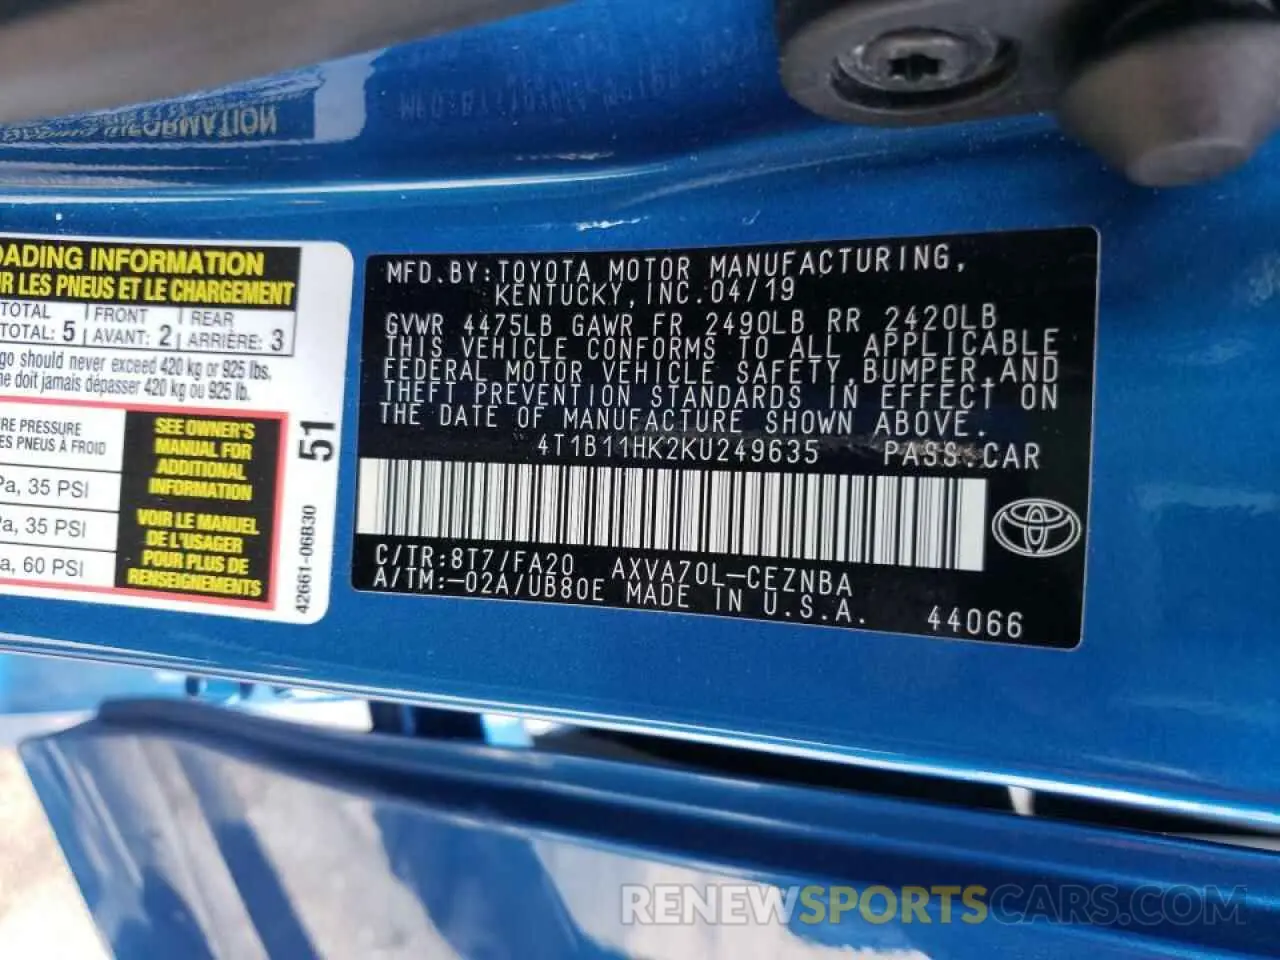 INFORMATION
OADING INFORMATION
R LES PNEUS ET LE CHARGEMENT
TOTAL FRONT REAR
TOTAL: 5 AVANT: 2 ARRIÈRE: 3
go should never exceed 420 kg or 925 lbs.
ne doit jamais dépasser 420 kg ou 925 lb.
RE PRESSURE
ES PNEUS À FROID
Pa, 35 PSI
Pa, 35 PSI
a, 60 PSI
SEE OWNER'S
MANUAL FOR
ADDITIONAL
INFORMATION
VOIR LE MANUEL
DE L'USAGER
POUR PLUS DE
RENSEIGNEMENTS
51
42661-06B30
MFD.BY:TOYOTA MOTOR MANUFACTURING,
KENTUCKY,INC.04/19
GVWR 4475LB GAWR FR 2490LB RR 2420LB
THIS VEHICLE CONFORMS TO ALL APPLICABLE
FEDERAL MOTOR VEHICLE SAFETY,BUMPER,AND
THEFT PREVENTION STANDARDS IN EFFECT ON
THE DATE OF MANUFACTURE SHOWN ABOVE.
4T1B11HK2KU249635 PASS.CAR
C/TR:8T7/FA20 AXVA70L-CEZNBA
A/TM:-02A/UB80E MADE IN U.S.A.
44066
RENEWSPORTSCARS.COM